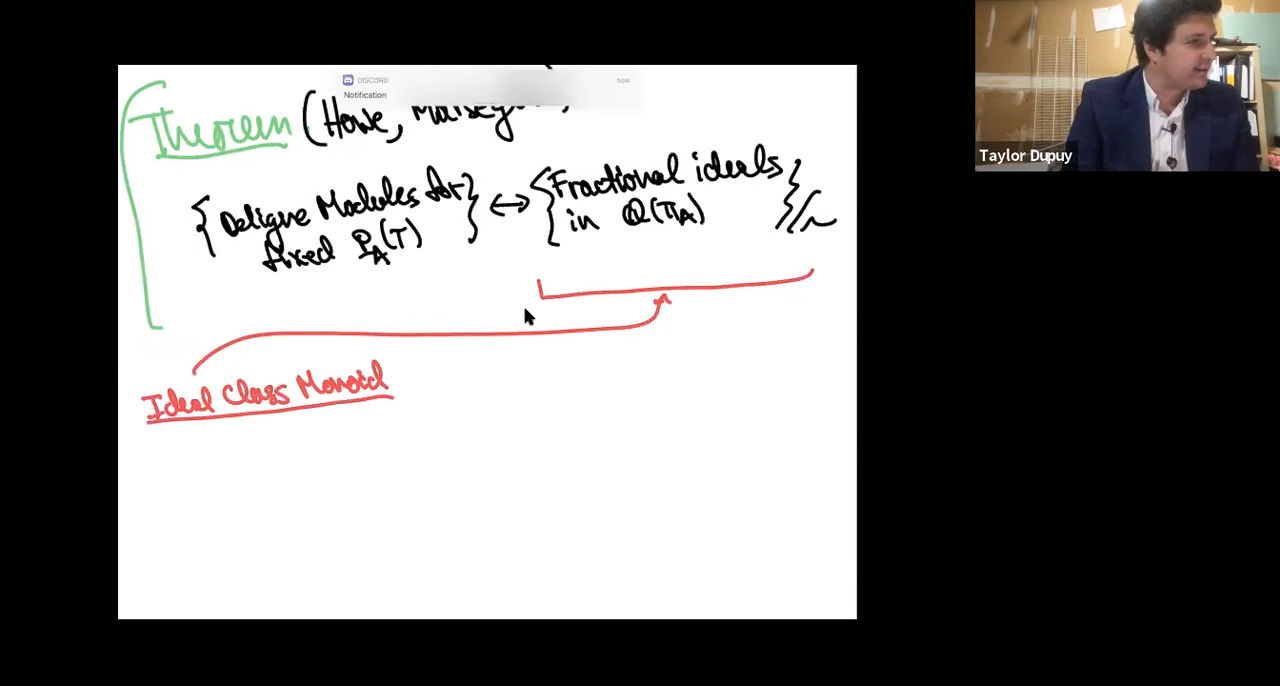 DISCORD now
Notification
Theorem (Howe,
{Deligne Modules for fixed P_A(T)} ↔ {Fractional ideals in Q(π_A)}/~
Ideal Class Monoid
Taylor Dupuy